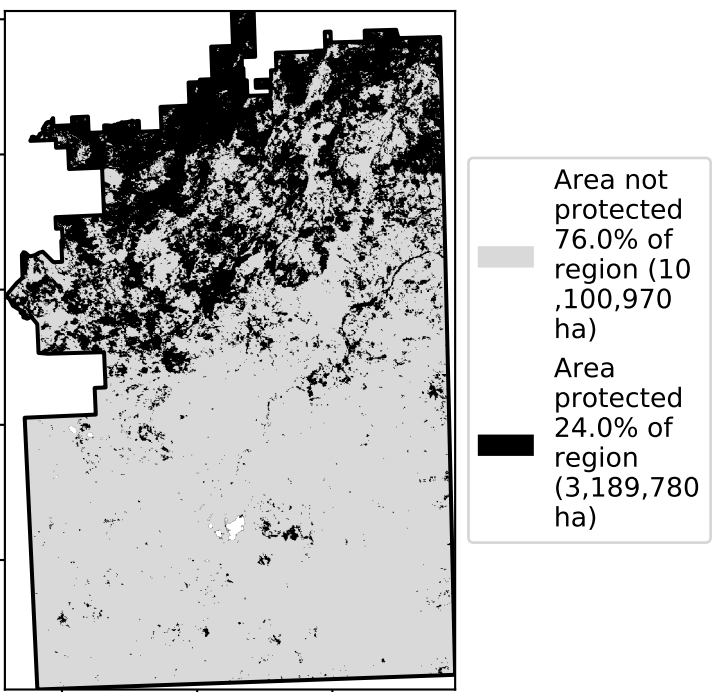 Area not
protected
76.0% of
region (10
,100,970
ha)
Area
protected
24.0% of
region
(3,189,780
ha)